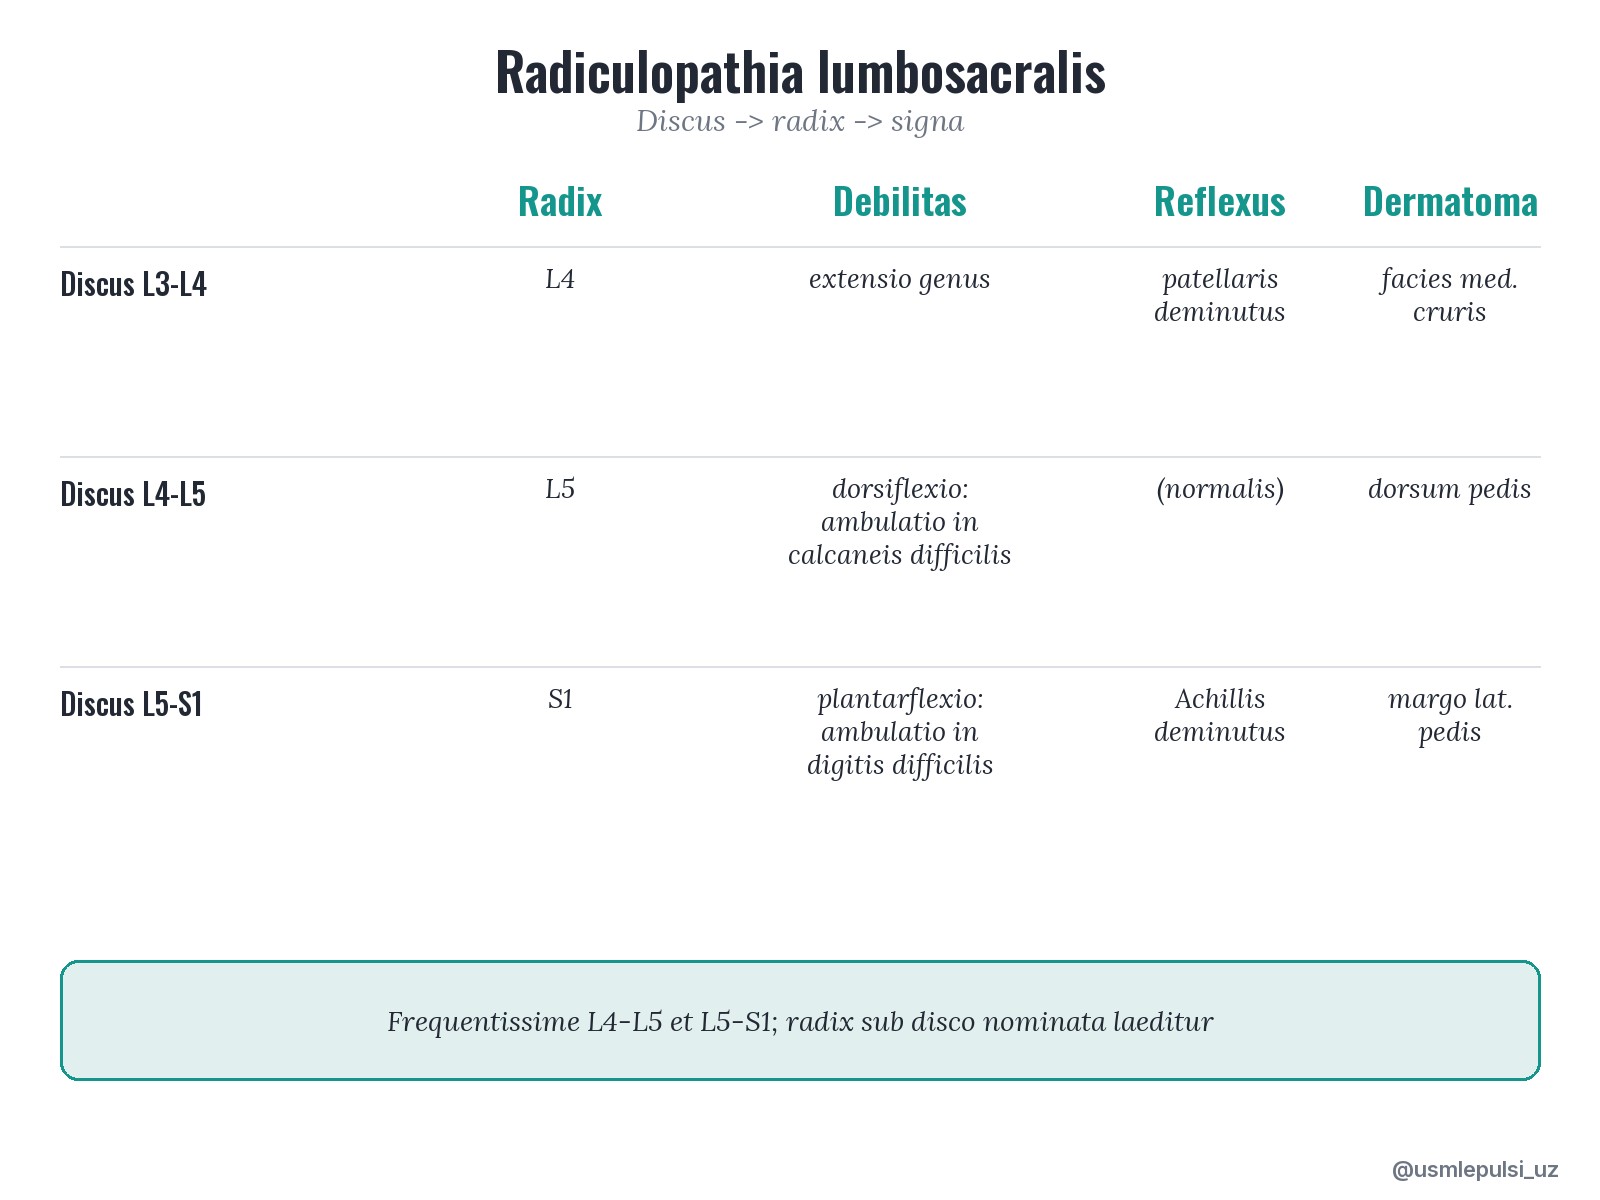 Radiculopathia lumbosacralis
Discus -> radix -> signa
Radix Debilitas Reflexus Dermatoma
Discus L3-L4 L4 extensio genus patellaris facies med.
deminutus cruris
Discus L4-L5 L5 dorsiflexio: (normalis) dorsum pedis
ambulatio in
calcaneis difficilis
Discus L5-S1 S1 plantarflexio: Achillis margo lat.
ambulatio in deminutus pedis
digitis difficilis
Frequentissime L4-L5 et L5-S1; radix sub disco nominata laeditur
@usmlepulsi_uz